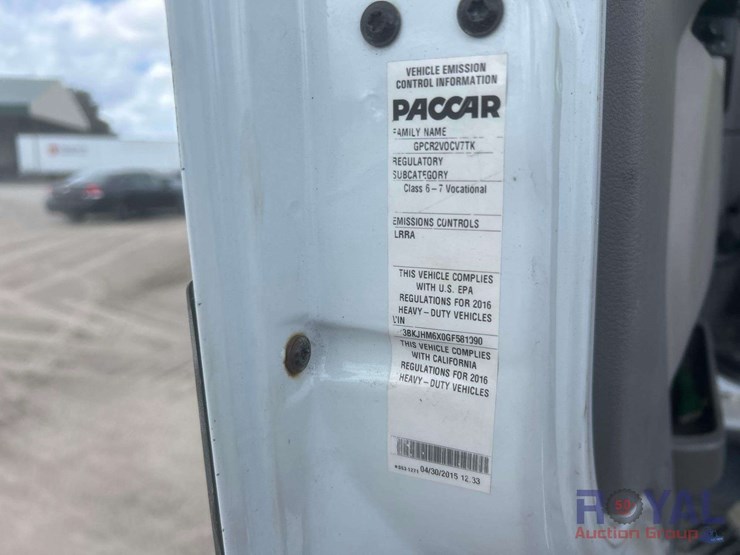 VEHICLE EMISSION
CONTROL INFORMATION
PACCAR
FAMILY NAME
GPCR2VOCV7TK
REGULATORY
SUBCATEGORY
Class 6 - 7 Vocational
EMISSIONS CONTROLS
LRRA
THIS VEHICLE COMPLIES
WITH U.S. EPA
REGULATIONS FOR 2016
HEAVY - DUTY VEHICLES
VIN
3BKJHM6X0GF581390
THIS VEHICLE COMPLIES
WITH CALIFORNIA
REGULATIONS FOR 2016
HEAVY - DUTY VEHICLES
04/30/2015 12.33
ROYAL
Auction Group